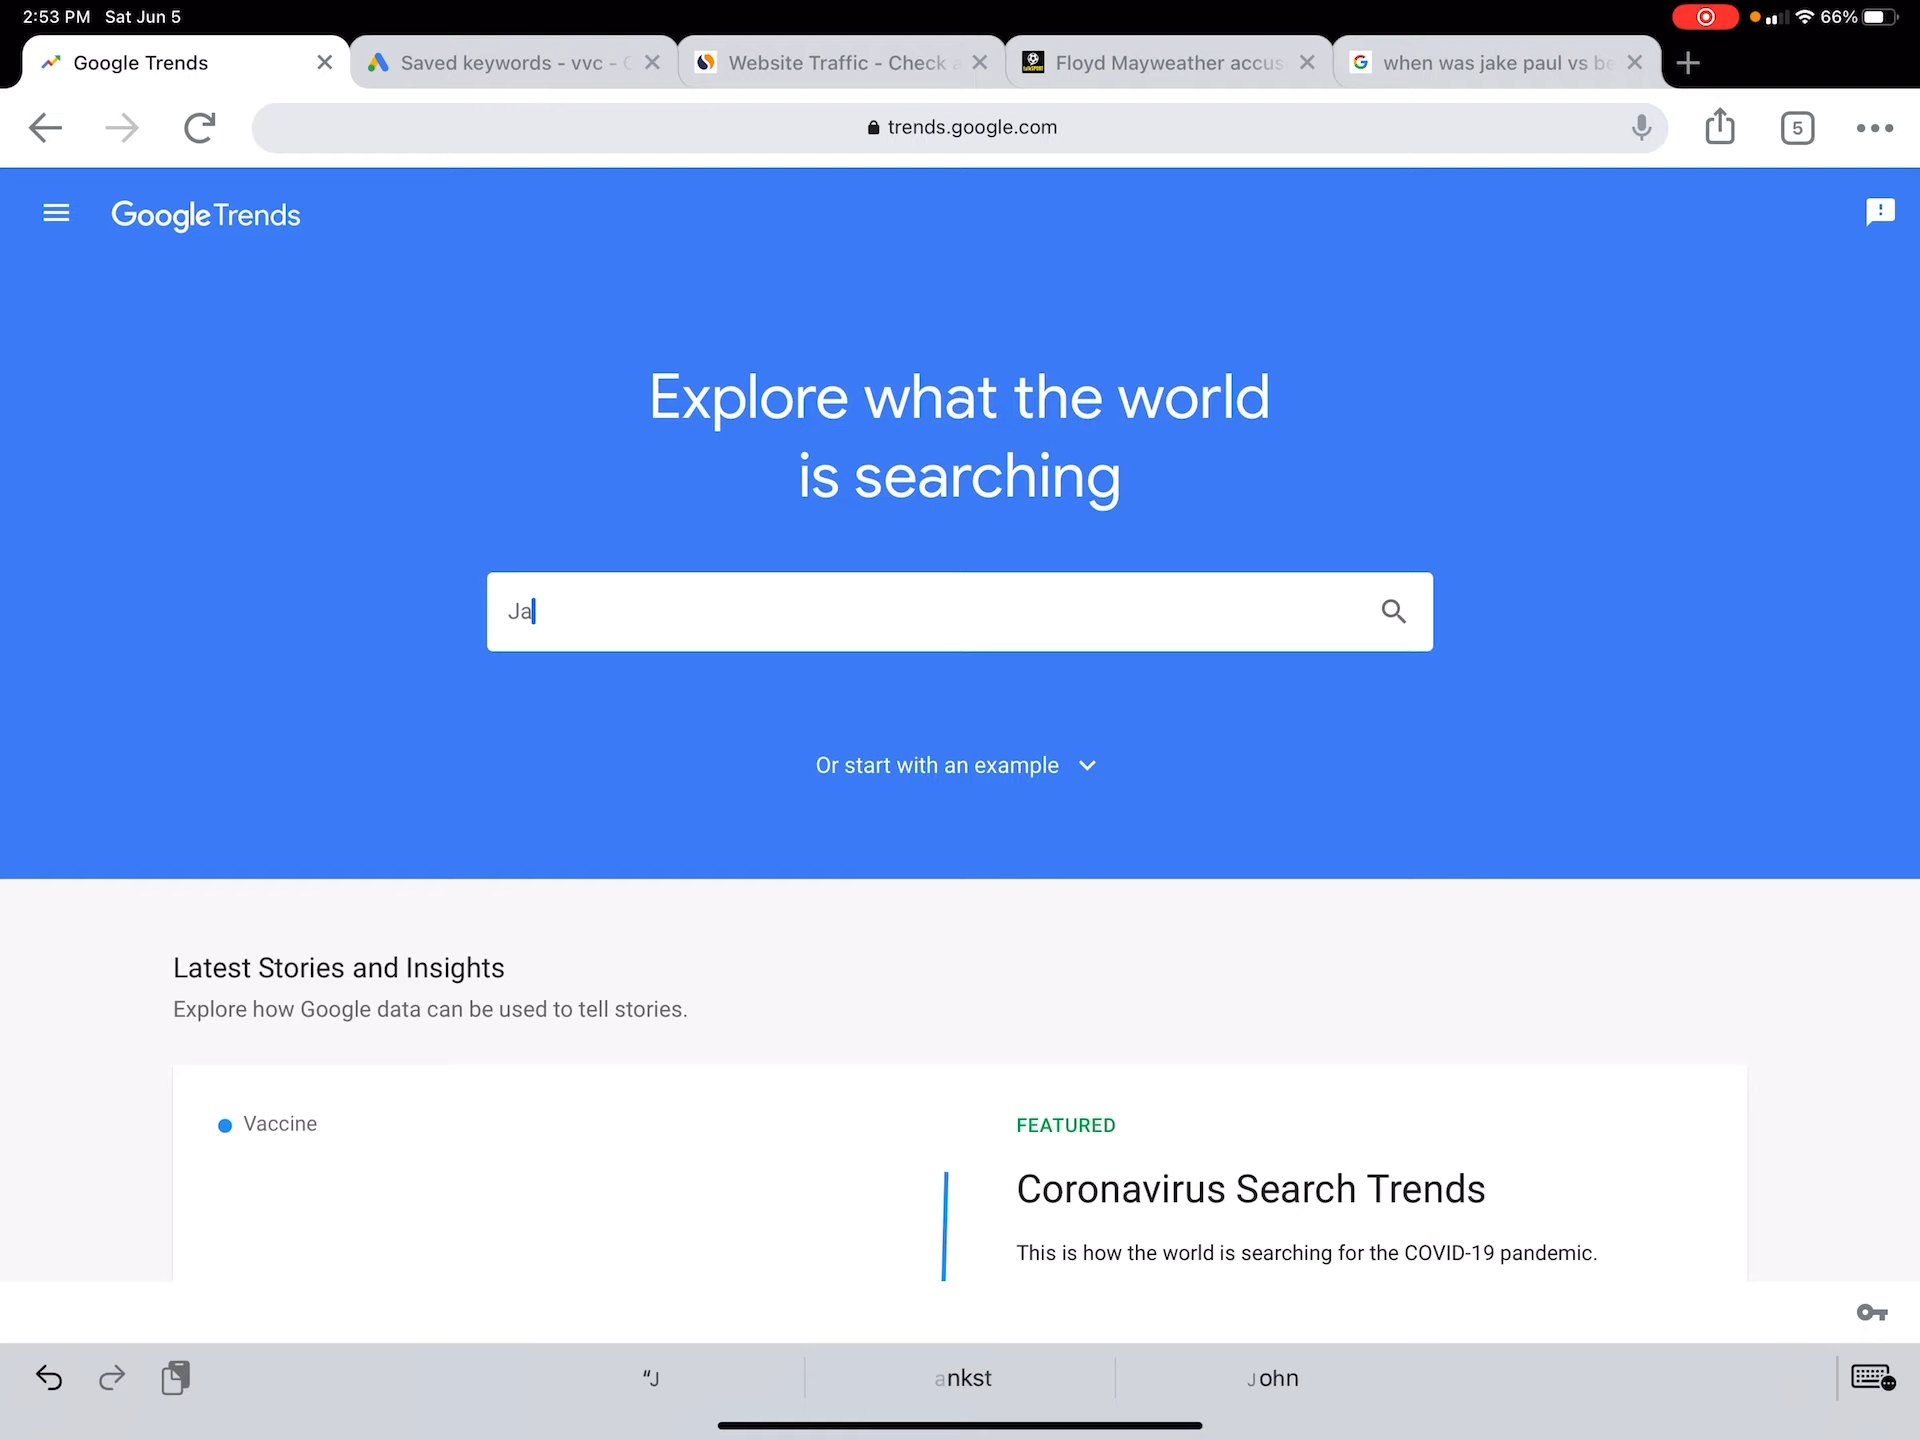 2:53 PM Sat Jun 5
66%
Google Trends
Saved keywords - vvc -
Website Traffic - Check
Floyd Mayweather accus
when was jake paul vs be
trends.google.com
5
Google Trends
Explore what the world
is searching
Ja
Or start with an example
Latest Stories and Insights
Explore how Google data can be used to tell stories.
Vaccine
FEATURED
Coronavirus Search Trends
This is how the world is searching for the COVID-19 pandemic.
"J
ankst
John